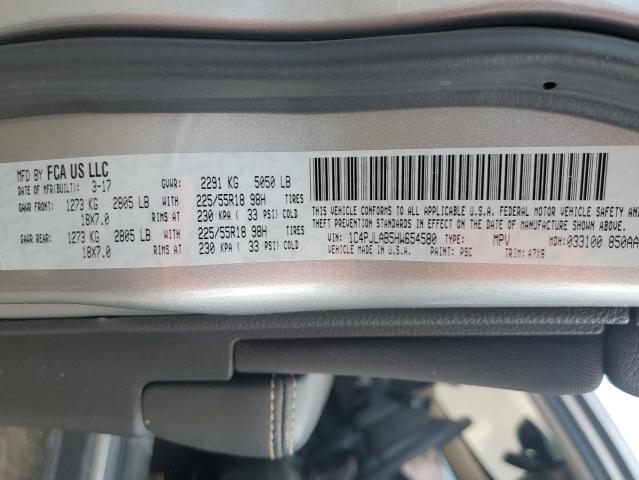 MFD BY FCA US LLC
DATE OF MFR(BUILT): 3-17 GVWR: 2291 KG 5050 LB
GAWR FRONT: 1273 KG 2805 LB WITH 225/55R18 98H TIRES
18X7.0 RIMS AT 230 KPA ( 33 PSI) COLD
GAWR REAR: 1273 KG 2805 LB WITH 225/55R18 98H TIRES
18X7.0 RIMS AT 230 KPA ( 33 PSI) COLD
THIS VEHICLE CONFORMS TO ALL APPLICABLE U.S.A. FEDERAL MOTOR VEHICLE SAFETY AND
THEFT PREVENTION STANDARDS IN EFFECT ON THE DATE OF MANUFACTURE SHOWN ABOVE.
VIN: 1C4PJLAB5HW654580 TYPE: MPV MDH: 033100 850AA
VEHICLE MADE IN U.S.A. PAINT: PSC TRIM: A7X9